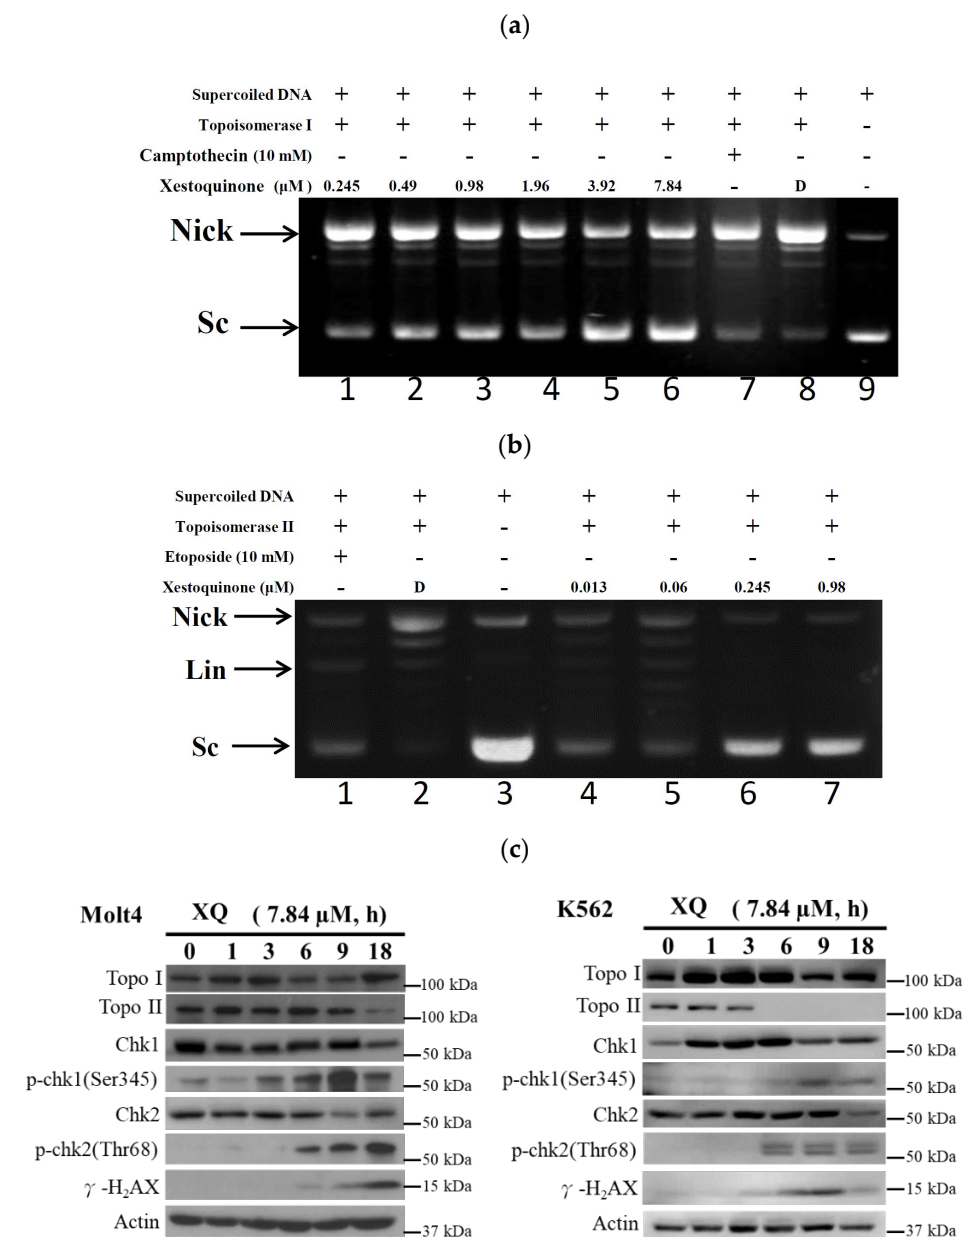 (a)
Supercoiled DNA + + + + + + + + +
Topoisomerase I + + + + + + + + -
Camptothecin (10 mM) - - - - - - + - -
Xestoquinone (μM) 0.245 0.49 0.98 1.96 3.92 7.84 - D -
Nick
Sc
1 2 3 4 5 6 7 8 9
(b)
Supercoiled DNA + + + + + + +
Topoisomerase II + + - + + + +
Etoposide (10 mM) + - - - - - -
Xestoquinone (μM) - D - 0.013 0.06 0.245 0.98
Nick
Lin
Sc
1 2 3 4 5 6 7
(c)
Molt4 XQ ( 7.84 μM, h)
0 1 3 6 9 18
Topo I 100 kDa
Topo II 100 kDa
Chk1 50 kDa
p-chk1(Ser345) 50 kDa
Chk2 50 kDa
p-chk2(Thr68) 50 kDa
γ-H₂AX 15 kDa
Actin 37 kDa
K562 XQ ( 7.84 μM, h)
0 1 3 6 9 18
Topo I 100 kDa
Topo II 100 kDa
Chk1 50 kDa
p-chk1(Ser345) 50 kDa
Chk2 50 kDa
p-chk2(Thr68) 50 kDa
γ-H₂AX 15 kDa
Actin 37 kDa